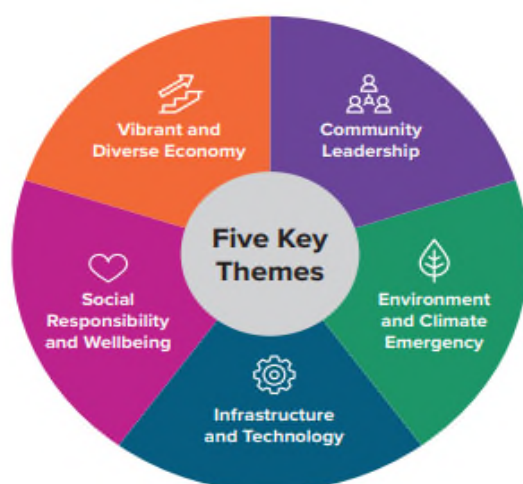 Vibrant and
Diverse Economy
Community
Leadership
Five Key
Themes
Social
Responsibility
and Wellbeing
Environment
and Climate
Emergency
Infrastructure
and Technology